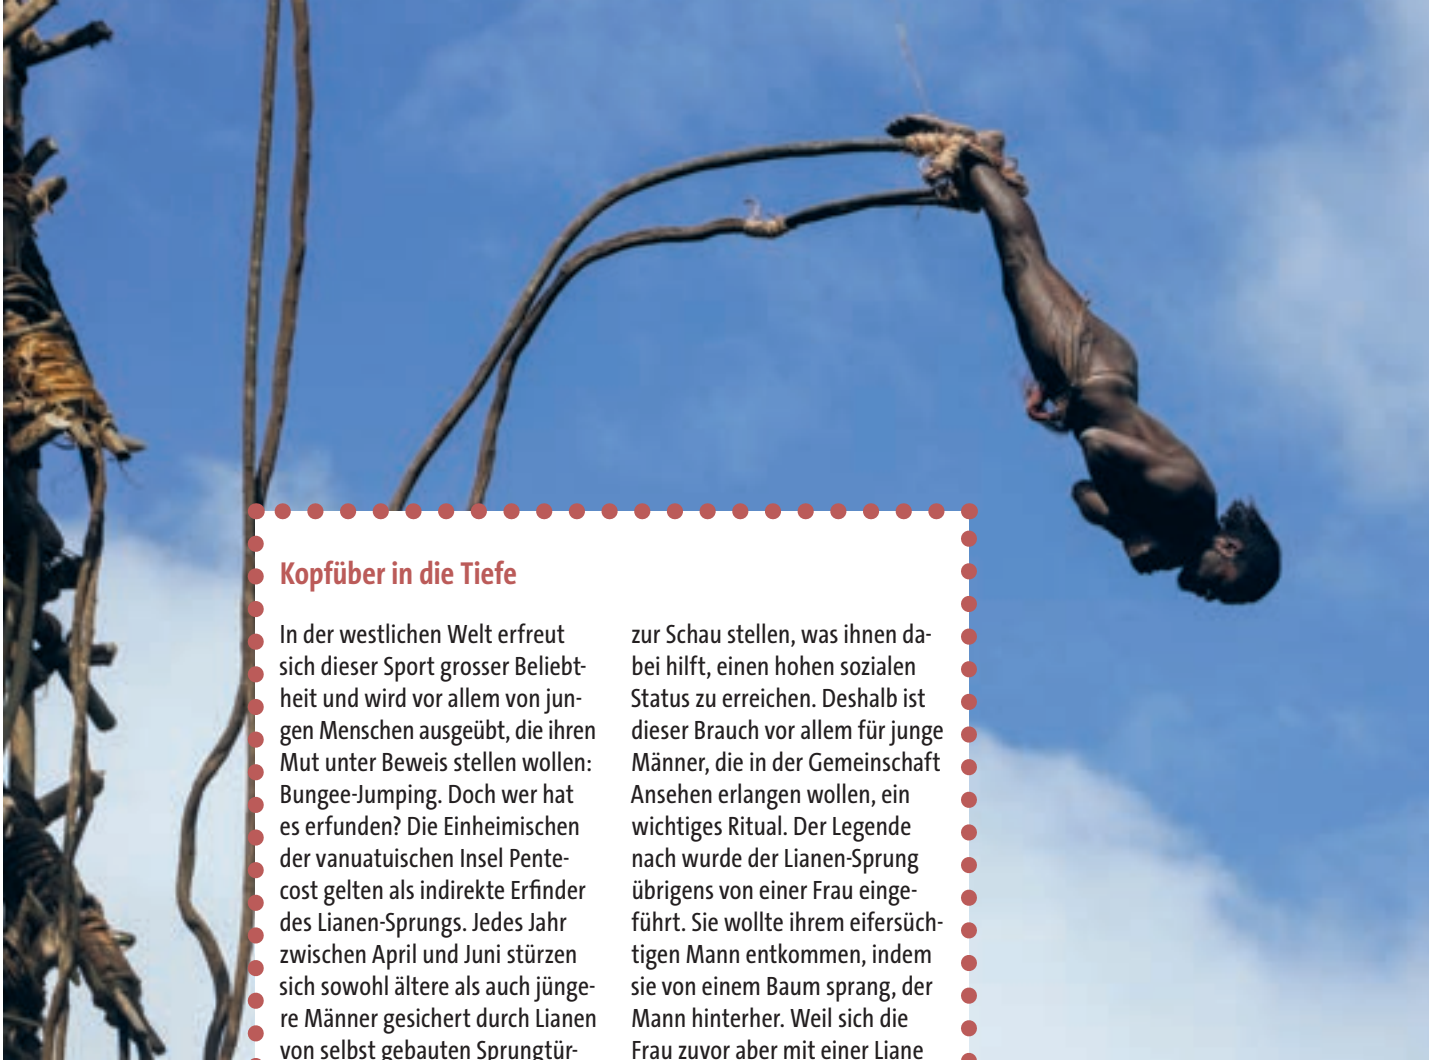 Kopfüber in die Tiefe
In der westlichen Welt erfreut
sich dieser Sport grosser Beliebt-
heit und wird vor allem von jun-
gen Menschen ausgeübt, die ihren
Mut unter Beweis stellen wollen:
Bungee-Jumping. Doch wer hat
es erfunden? Die Einheimischen
der vanuatuischen Insel Pente-
cost gelten als indirekte Erfinder
des Lianen-Sprungs. Jedes Jahr
zwischen April und Juni stürzen
sich sowohl ältere als auch jünge-
re Männer gesichert durch Lianen
von selbst gebauten Sprungtür-
zur Schau stellen, was ihnen da-
bei hilft, einen hohen sozialen
Status zu erreichen. Deshalb ist
dieser Brauch vor allem für junge
Männer, die in der Gemeinschaft
Ansehen erlangen wollen, ein
wichtiges Ritual. Der Legende
nach wurde der Lianen-Sprung
übrigens von einer Frau einge-
führt. Sie wollte ihrem eifersüch-
tigen Mann entkommen, indem
sie von einem Baum sprang, der
Mann hinterher. Weil sich die
Frau zuvor aber mit einer Liane